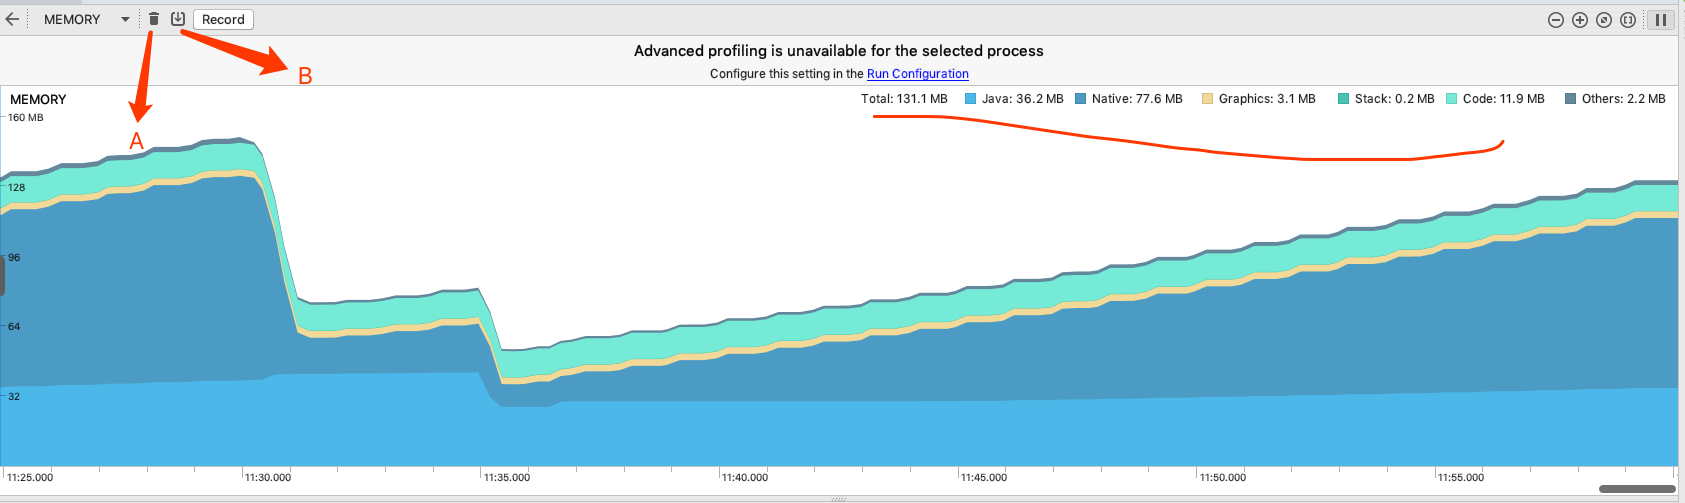 MEMORY Record
Advanced profiling is unavailable for the selected process
Configure this setting in the Run Configuration
B
MEMORY Total: 131.1 MB Java: 36.2 MB Native: 77.6 MB Graphics: 3.1 MB Stack: 0.2 MB Code: 11.9 MB Others: 2.2 MB
160 MB
A
128
96
64
32
11:25.000 11:30.000 11:35.000 11:40.000 11:45.000 11:50.000 11:55.000